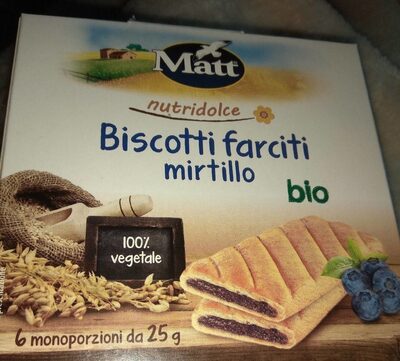 Matt
nutridolce
Biscotti farciti
mirtillo
bio
100%
vegetale
6 monoporzioni da 25 g